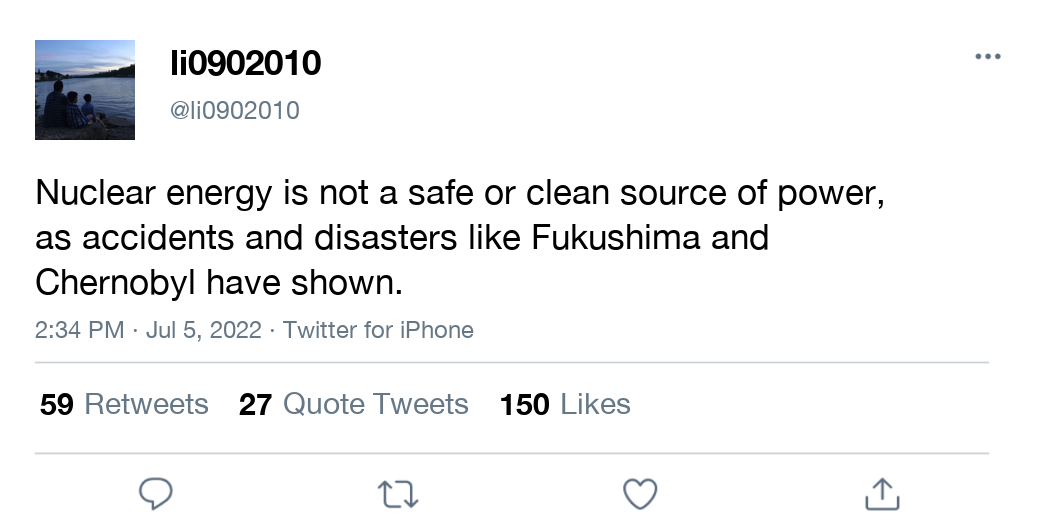 li0902010
@li0902010
Nuclear energy is not a safe or clean source of power,
as accidents and disasters like Fukushima and
Chernobyl have shown.
2:34 PM · Jul 5, 2022 · Twitter for iPhone
59 Retweets 27 Quote Tweets 150 Likes